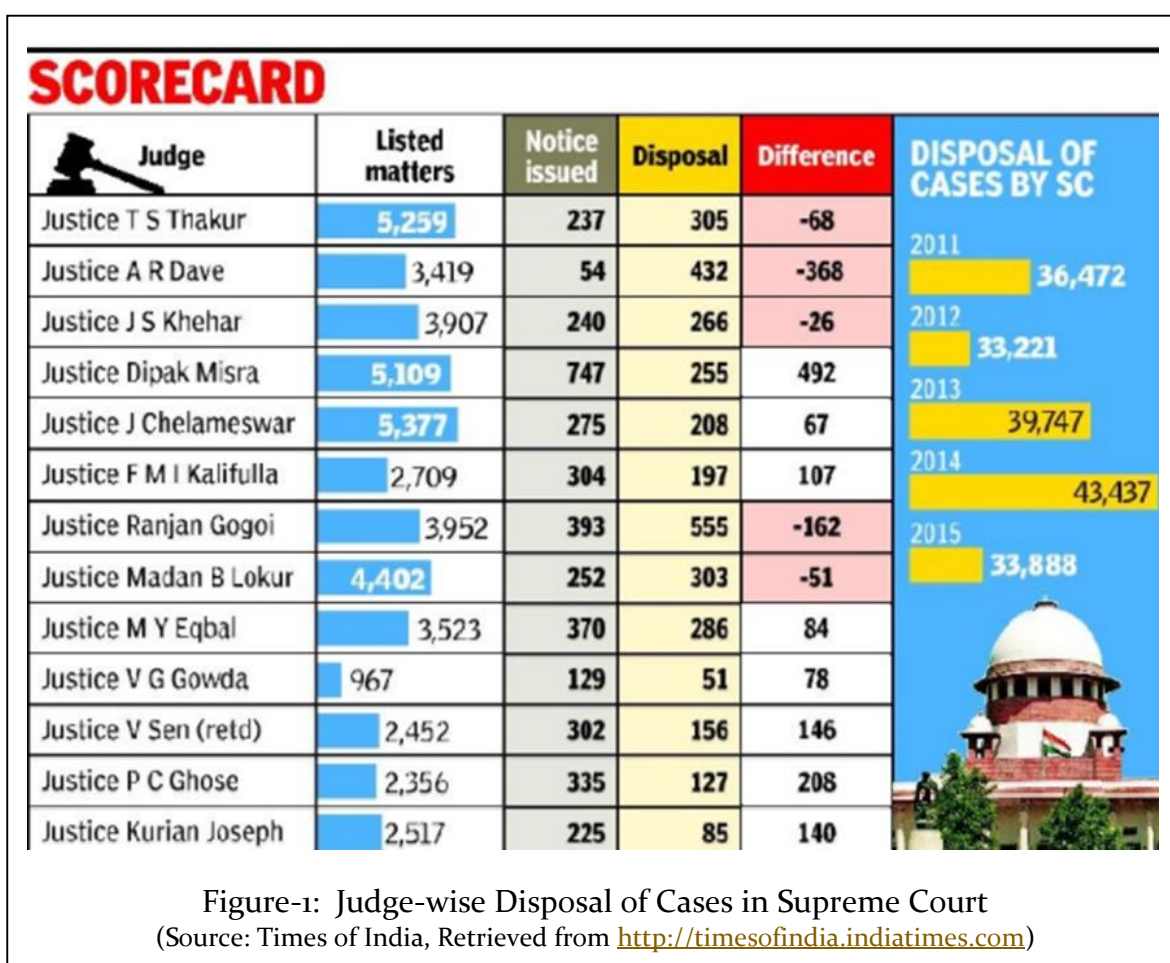 SCORECARD
Judge Listed matters Notice issued Disposal Difference
Justice T S Thakur 5,259 237 305 -68
Justice A R Dave 3,419 54 432 -368
Justice J S Khehar 3,907 240 266 -26
Justice Dipak Misra 5,109 747 255 492
Justice J Chelameswar 5,377 275 208 67
Justice F M I Kalifulla 2,709 304 197 107
Justice Ranjan Gogoi 3,952 393 555 -162
Justice Madan B Lokur 4,402 252 303 -51
Justice M Y Eqbal 3,523 370 286 84
Justice V G Gowda 967 129 51 78
Justice V Sen (retd) 2,452 302 156 146
Justice P C Ghose 2,356 335 127 208
Justice Kurian Joseph 2,517 225 85 140
DISPOSAL OF
CASES BY SC
2011
36,472
2012
33,221
2013
39,747
2014
43,437
2015
33,888
Figure-1: Judge-wise Disposal of Cases in Supreme Court
(Source: Times of India, Retrieved from http://timesofindia.indiatimes.com)